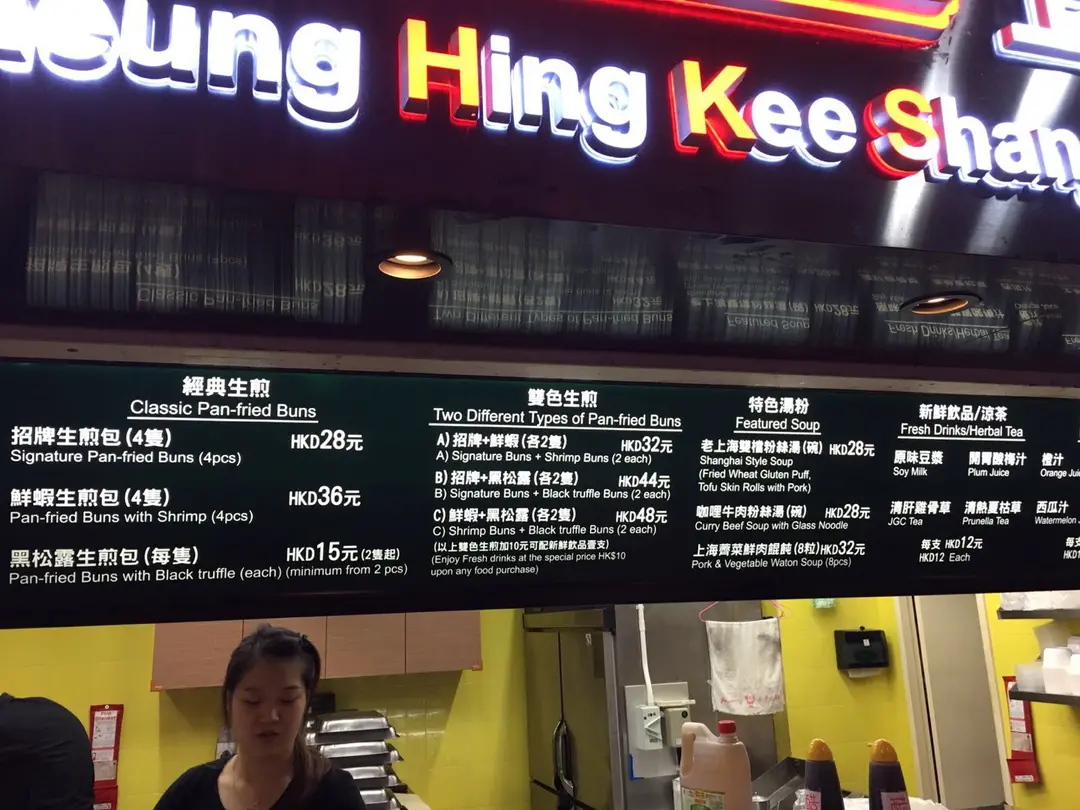 eung Hing Kee Shang
經典生煎
Classic Pan-fried Buns
招牌生煎包 (4隻) HKD28元
Signature Pan-fried Buns (4pcs)
鮮蝦生煎包 (4隻) HKD36元
Pan-fried Buns with Shrimp (4pcs)
黑松露生煎包 (每隻) HKD15元 (2隻起)
Pan-fried Buns with Black truffle (each) (minimum from 2 pcs)
雙色生煎
Two Different Types of Pan-fried Buns
A) 招牌+鮮蝦 (各2隻) HKD32元
A) Signature Buns + Shrimp Buns (2 each)
B) 招牌+黑松露 (各2隻) HKD44元
B) Signature Buns + Black truffle Buns (2 each)
C) 鮮蝦+黑松露 (各2隻) HKD48元
C) Shrimp Buns + Black truffle Buns (2 each)
(以上雙色生煎加10元可配新鮮飲品壹支)
(Enjoy Fresh drinks at the special price HK$10
upon any food purchase)
特色湯粉
Featured Soup
老上海雙檔粉絲湯 (碗) HKD28元
Shanghai Style Soup
(Fried Wheat Gluten Puff,
Tofu Skin Rolls with Pork)
咖喱牛肉粉絲湯 (碗) HKD28元
Curry Beef Soup with Glass Noodle
上海薺菜鮮肉餛飩 (8粒) HKD32元
Pork & Vegetable Waton Soup (8pcs)
新鮮飲品/涼茶
Fresh Drinks/Herbal Tea
原味豆漿 開胃酸梅汁 橙汁
Soy Milk Plum Juice Orange Jui
清肝雞骨草 清熱夏枯草 西瓜汁
JGC Tea Prunella Tea Watermelon
每支 HKD12元 每
HKD12 Each HKD1